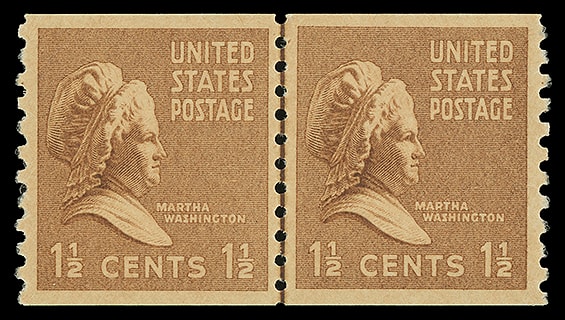 UNITED
STATES
POSTAGE
MARTHA
WASHINGTON
1½ CENTS 1½
UNITED
STATES
POSTAGE
MARTHA
WASHINGTON
1½ CENTS 1½